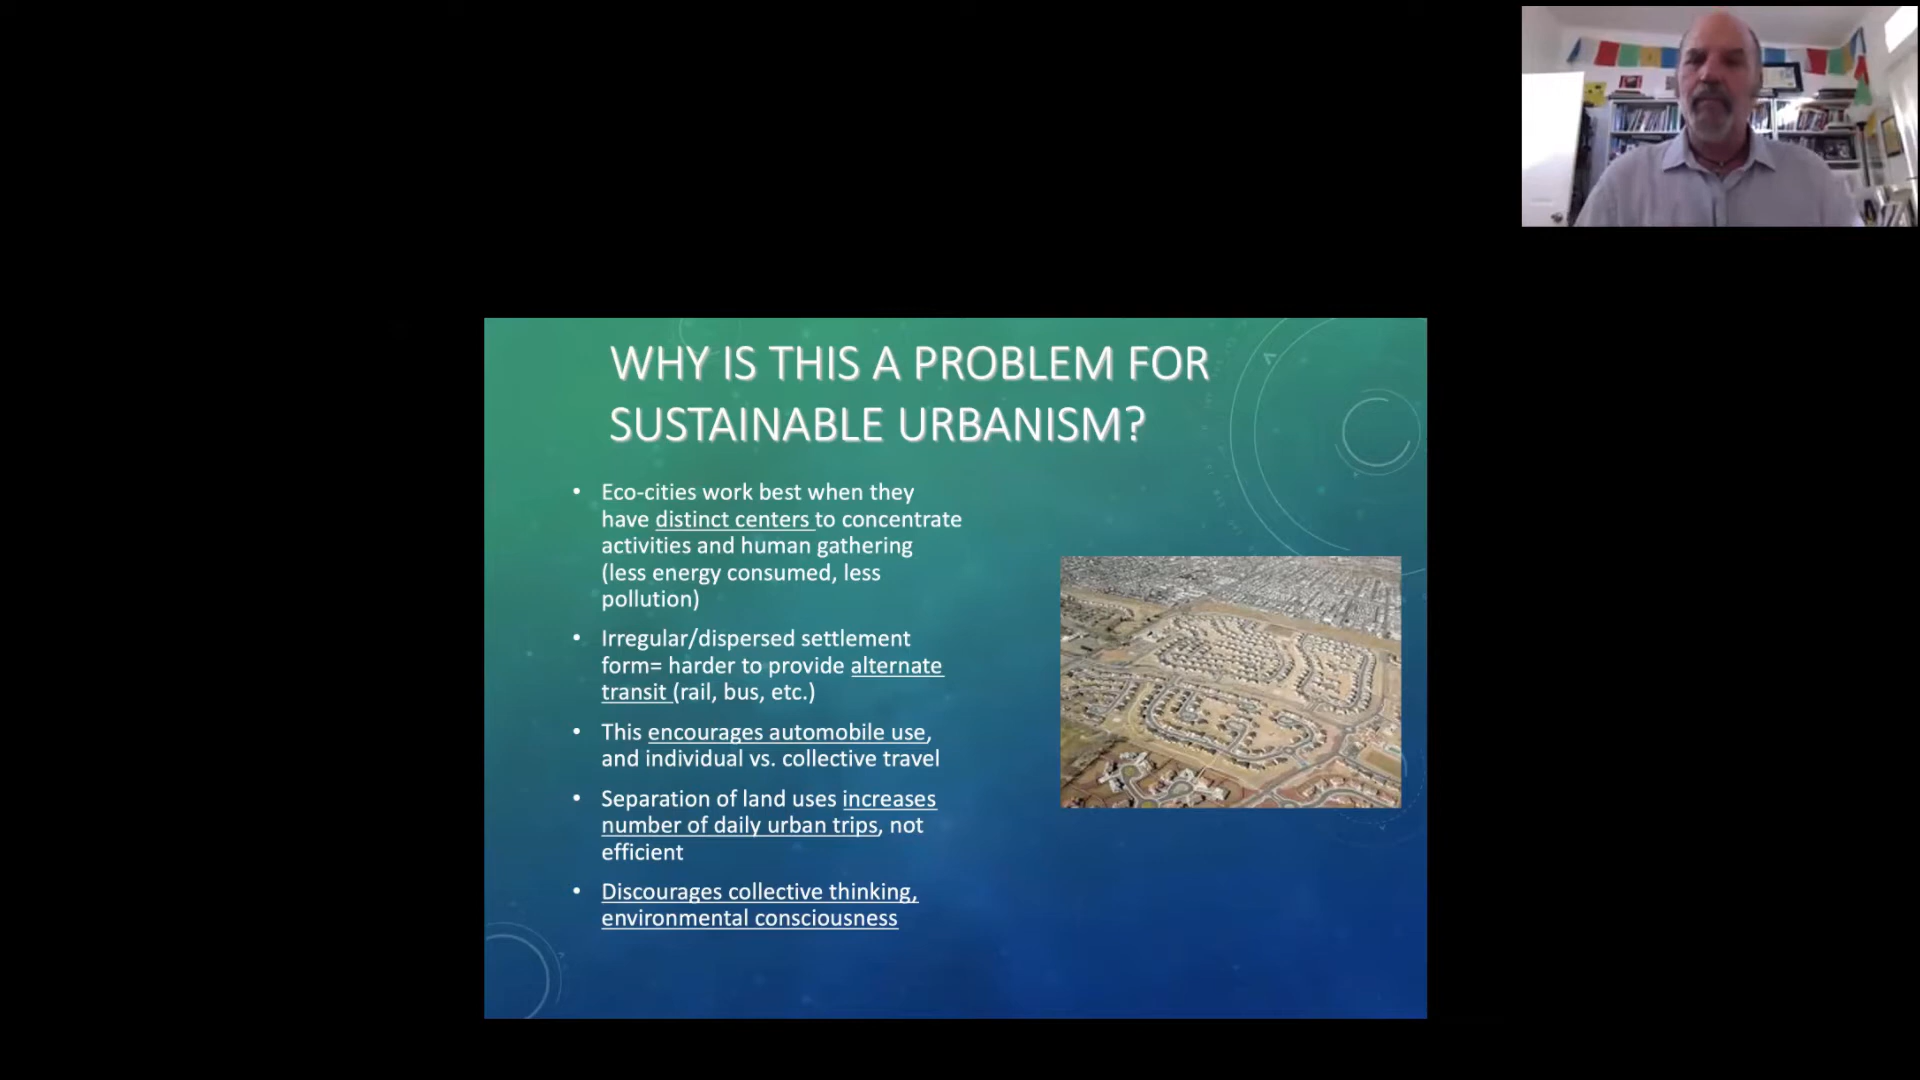 WHY IS THIS A PROBLEM FOR
SUSTAINABLE URBANISM?
• Eco-cities work best when they
have distinct centers to concentrate
activities and human gathering
(less energy consumed, less
pollution)
• Irregular/dispersed settlement
form= harder to provide alternate
transit (rail, bus, etc.)
• This encourages automobile use,
and individual vs. collective travel
• Separation of land uses increases
number of daily urban trips, not
efficient
• Discourages collective thinking,
environmental consciousness